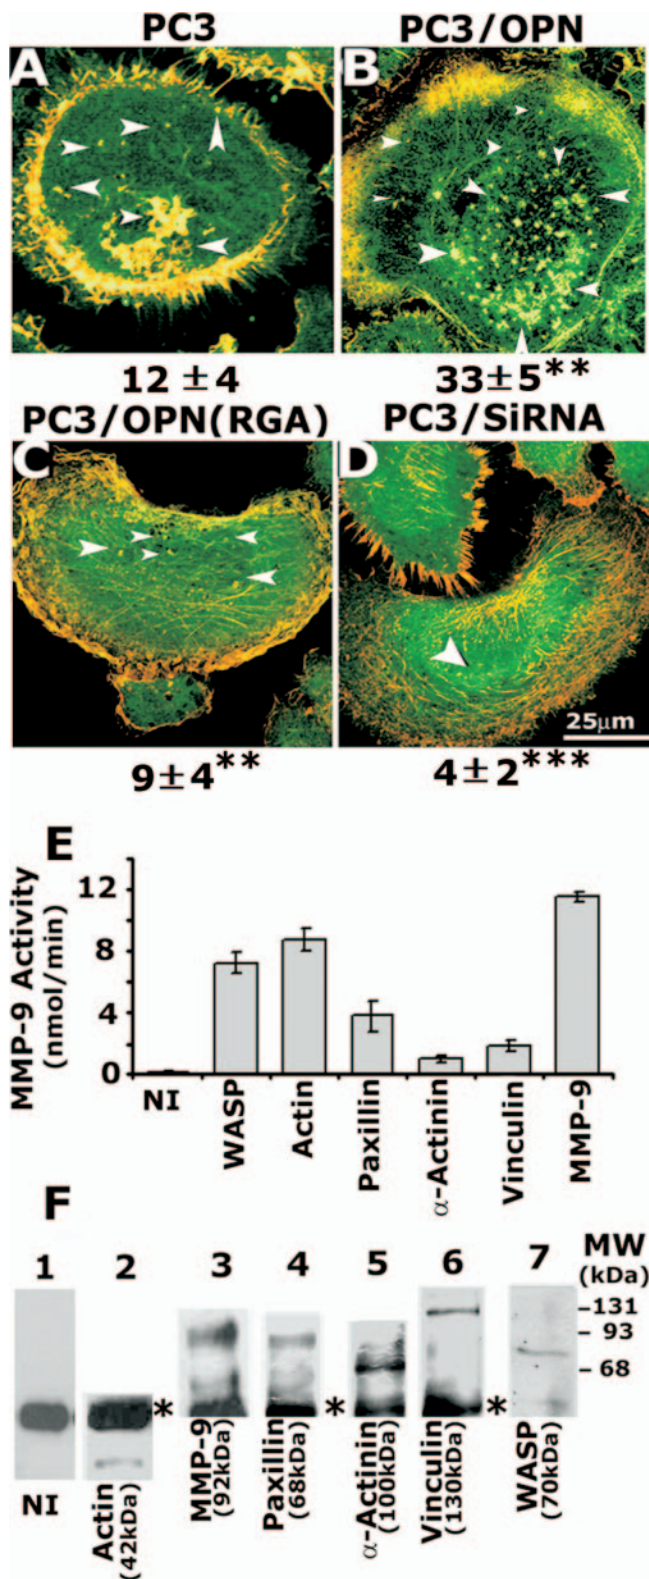 PC3 PC3/OPN
A B
12 ±4 33±5**
PC3/OPN(RGA) PC3/SiRNA
C D
25μm
9±4** 4±2***
E
MMP-9 Activity
(nmol/min)
12
8
4
0
NI WASP Actin Paxillin α-Actinin Vinculin MMP-9
F
1 2 3 4 5 6 7 MW
(kDa)
131
93
68
* * *
NI
Actin
(42kDa)
MMP-9
(92kDa)
Paxillin
(68kDa)
α-Actinin
(100kDa)
Vinculin
(130kDa)
WASP
(70kDa)